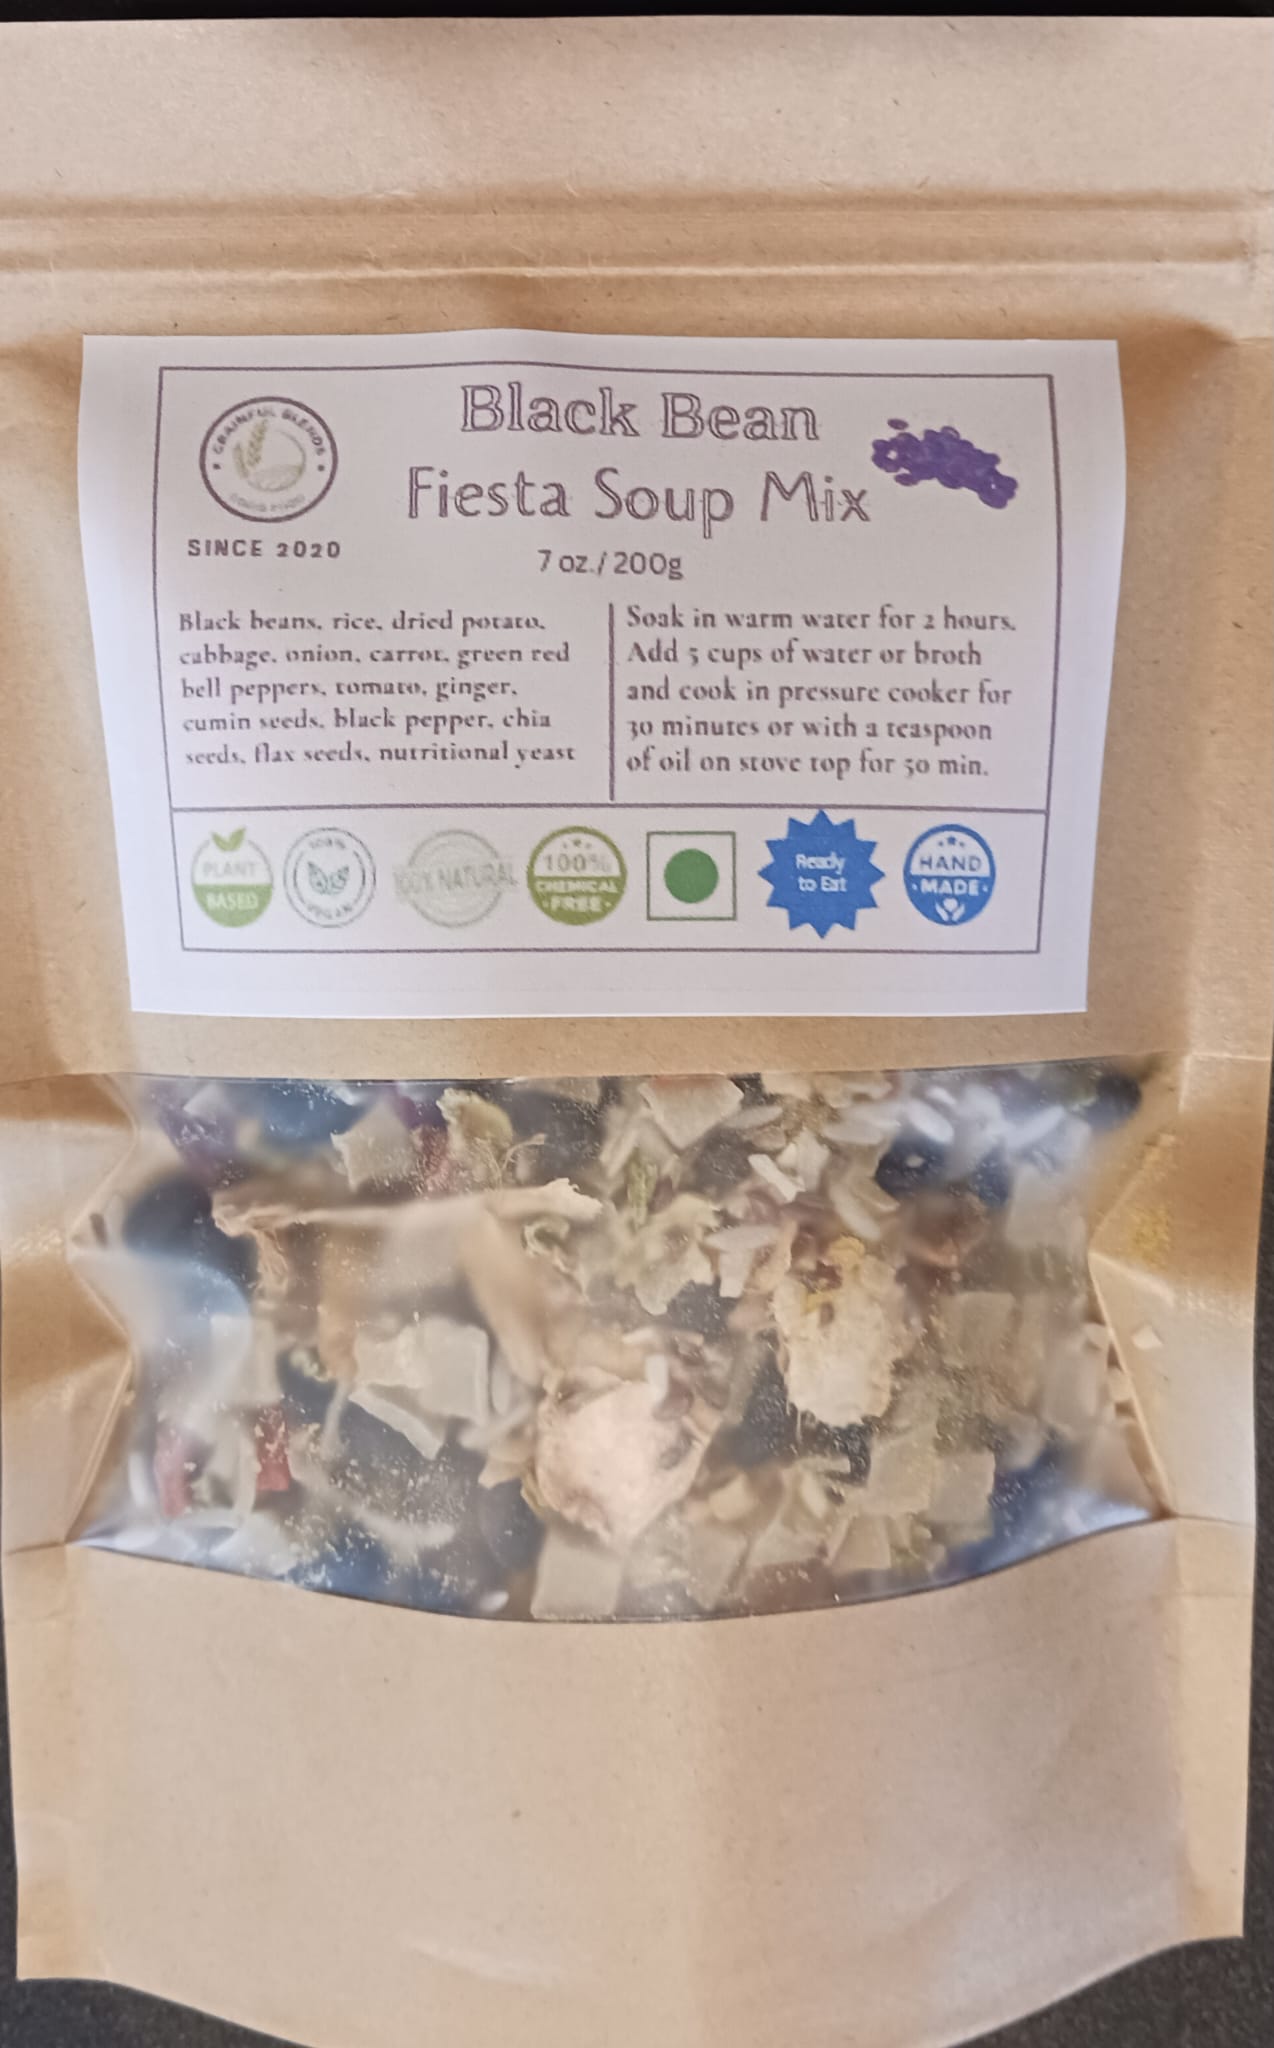 GRAINFUL BLENDS
SINCE 2020
Black Bean
Fiesta Soup Mix
7 oz./ 200g
Black beans, rice, dried potato,
cabbage, onion, carrot, green red
bell peppers, tomato, ginger,
cumin seeds, black pepper, chia
seeds, flax seeds, nutritional yeast
Soak in warm water for 2 hours.
Add 5 cups of water or broth
and cook in pressure cooker for
30 minutes or with a teaspoon
of oil on stove top for 50 min.
PLANT
BASED
100%
VEGAN
100% NATURAL
100%
CHEMICAL
FREE
Ready
to Eat
HAND
MADE